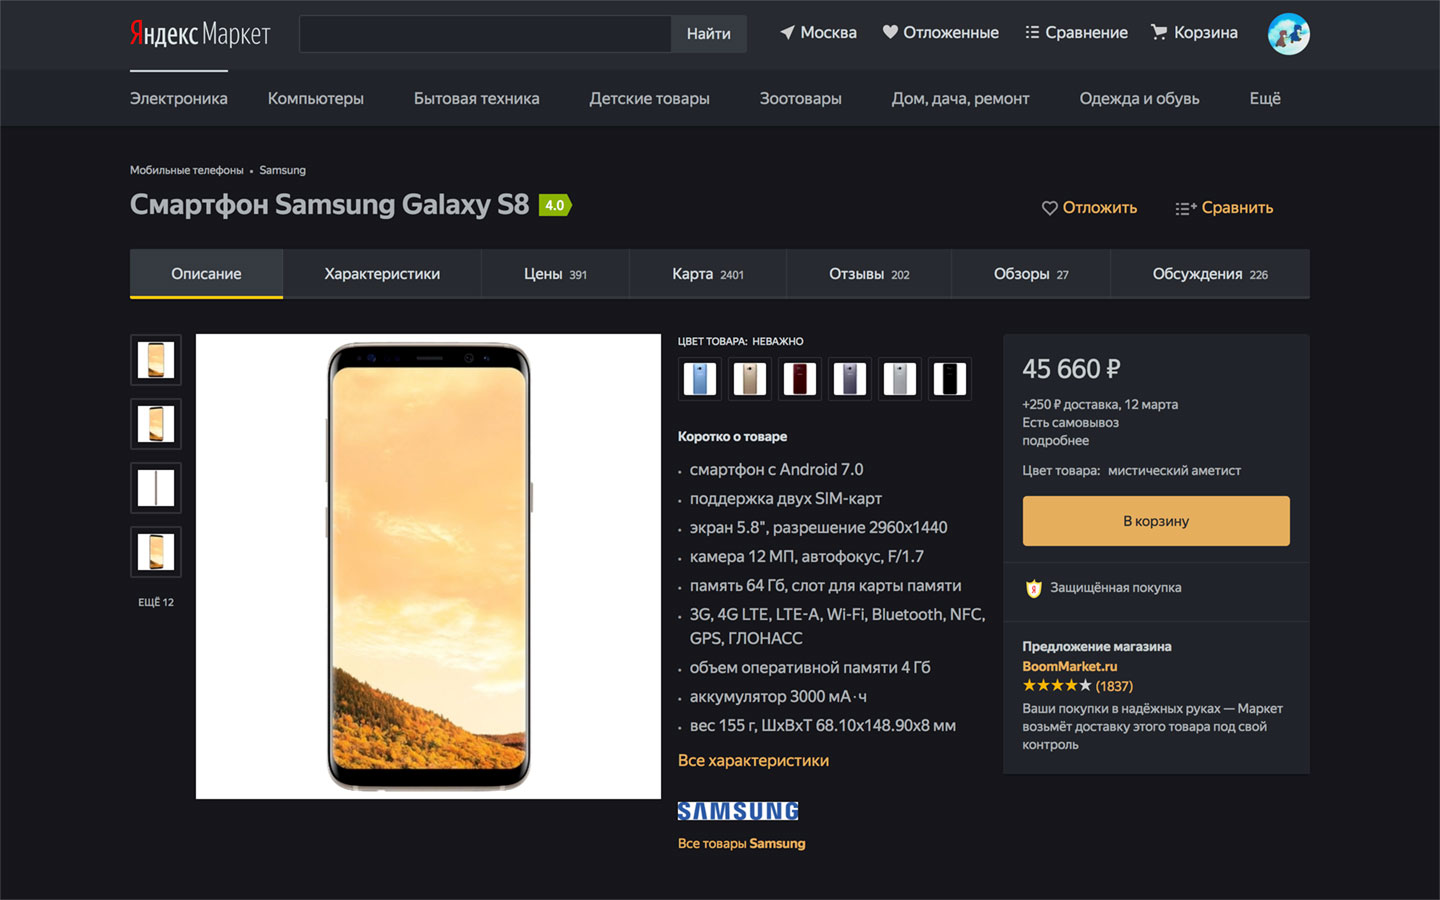 Яндекс Маркет
Найти
Москва
Отложенные
Сравнение
Корзина
Электроника
Компьютеры
Бытовая техника
Детские товары
Зоотовары
Дом, дача, ремонт
Одежда и обувь
Ещё
Мобильные телефоны • Samsung
Смартфон Samsung Galaxy S8 4.0
Отложить
Сравнить
Описание
Характеристики
Цены 391
Карта 2401
Отзывы 202
Обзоры 27
Обсуждения 226
ЕЩЁ 12
ЦВЕТ ТОВАРА: НЕВАЖНО
Коротко о товаре
• смартфон с Android 7.0
• поддержка двух SIM-карт
• экран 5.8", разрешение 2960x1440
• камера 12 МП, автофокус, F/1.7
• память 64 Гб, слот для карты памяти
• 3G, 4G LTE, LTE-A, Wi-Fi, Bluetooth, NFC,
GPS, ГЛОНАСС
• объем оперативной памяти 4 Гб
• аккумулятор 3000 мА·ч
• вес 155 г, ШxВxТ 68.10x148.90x8 мм
Все характеристики
SAMSUNG
Все товары Samsung
45 660 ₽
+250 ₽ доставка, 12 марта
Есть самовывоз
подробнее
Цвет товара: мистический аметист
В корзину
Я
Защищённая покупка
Предложение магазина
BoomMarket.ru
(1837)
Ваши покупки в надёжных руках — Маркет
возьмёт доставку этого товара под свой
контроль